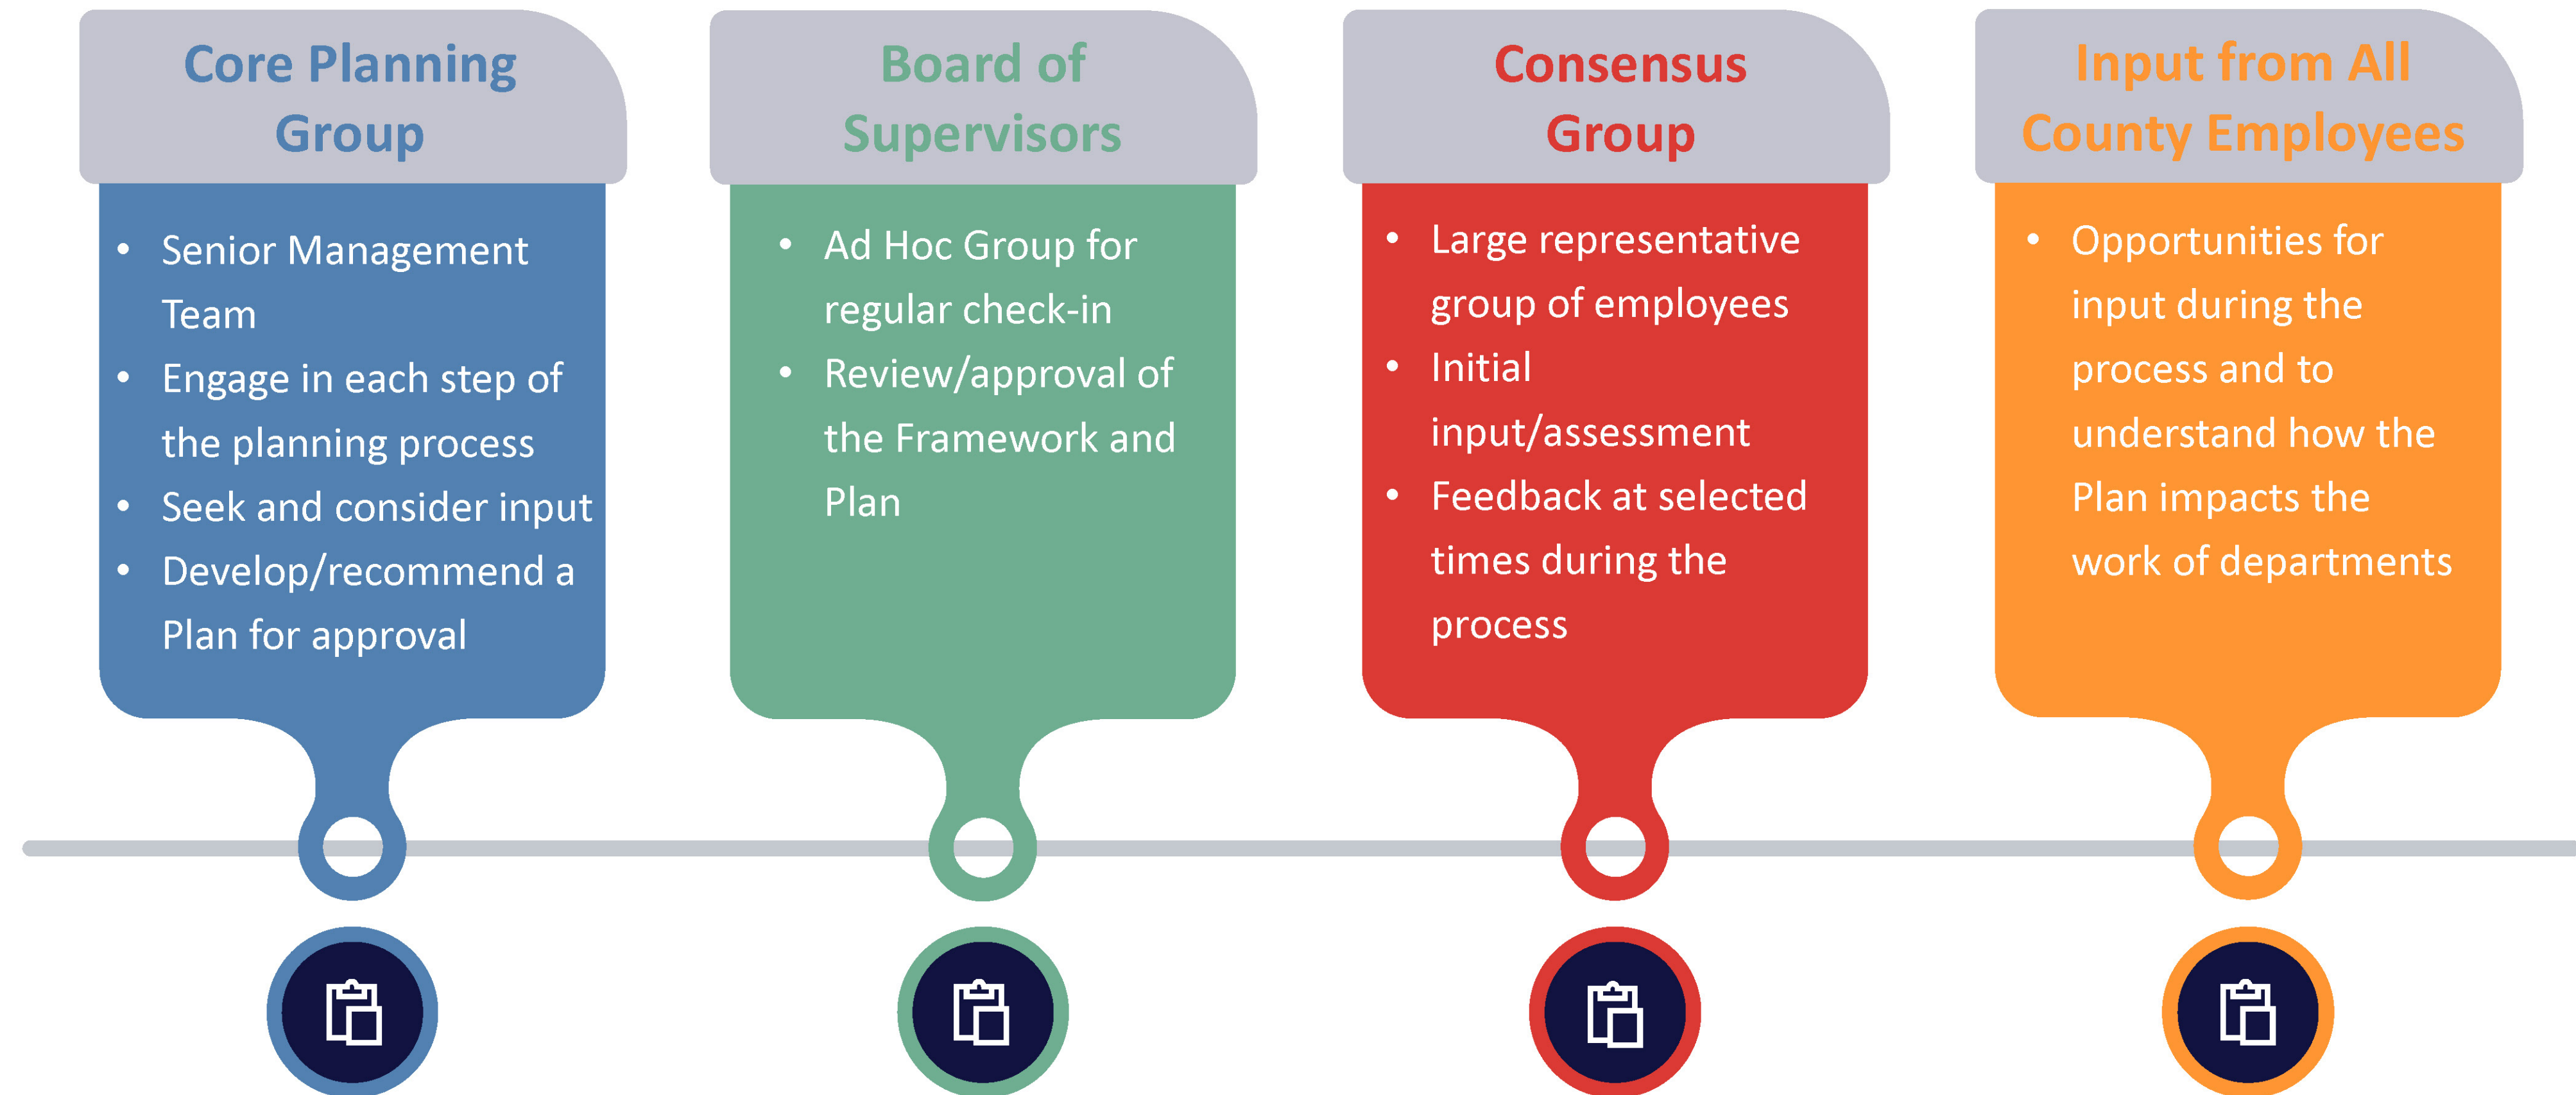 Core Planning
Group
• Senior Management
Team
• Engage in each step of
the planning process
• Seek and consider input
• Develop/recommend a
Plan for approval
Board of
Supervisors
• Ad Hoc Group for
regular check-in
• Review/approval of
the Framework and
Plan
Consensus
Group
• Large representative
group of employees
• Initial
input/assessment
• Feedback at selected
times during the
process
Input from All
County Employees
• Opportunities for
input during the
process and to
understand how the
Plan impacts the
work of departments